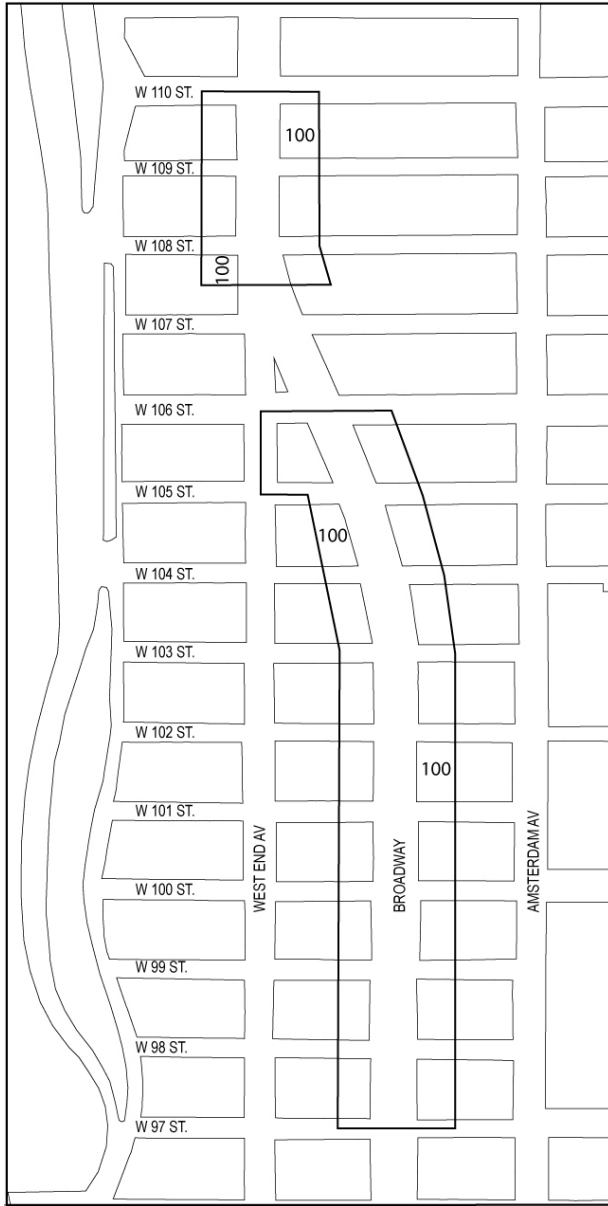 W 110 ST.
100
W 109 ST.
W 108 ST.
100
W 107 ST.
W 106 ST.
W 105 ST.
100
W 104 ST.
W 103 ST.
W 102 ST.
100
W 101 ST.
WEST END AV
BROADWAY
AMSTERDAM AV
W 100 ST.
W 99 ST.
W 98 ST.
W 97 ST.